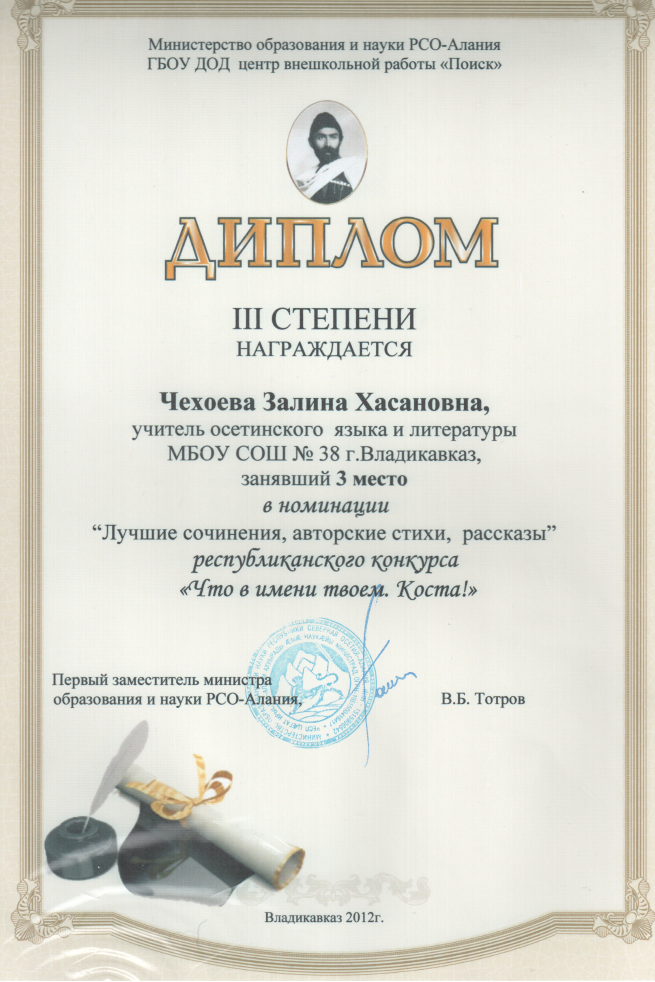 Министерство образования и науки РСО-Алания
ГБОУ ДОД центр внешкольной работы «Поиск»
ДИПЛОМ
III СТЕПЕНИ
НАГРАЖДАЕТСЯ
Чехоева Залина Хасановна,
учитель осетинского языка и литературы
МБОУ СОШ № 38 г.Владикавказ,
занявший 3 место
в номинации
“Лучшие сочинения, авторские стихи, рассказы”
республиканского конкурса
«Что в имени твоем. Коста!»
Первый заместитель министра
образования и науки РСО-Алания,
В.Б. Тотров
Владикавказ 2012г.